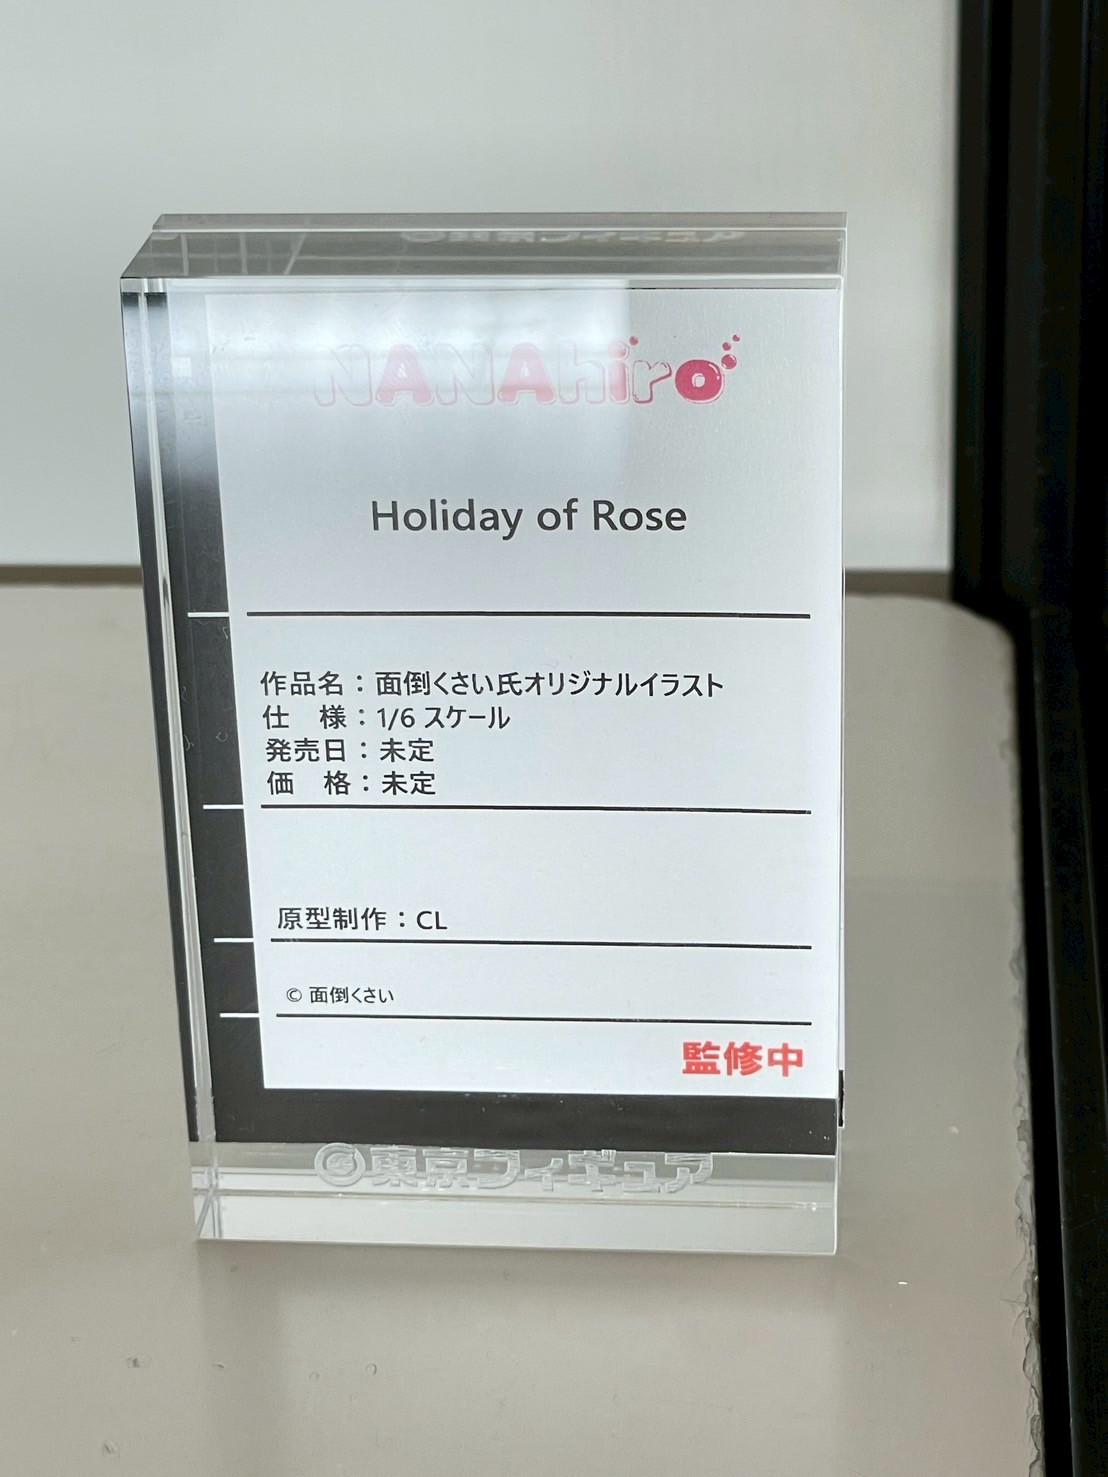 NANAhiro
Holiday of Rose
作品名：面倒くさい氏オリジナルイラスト
仕　様：1/6 スケール
発売日：未定
価　格：未定
原型制作：CL
© 面倒くさい
監修中
東京フィギュア